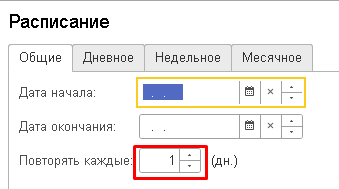 Расписание
Общие Дневное Недельное Месячное
Дата начала: . .
Дата окончания: . .
Повторять каждые: 1 (дн.)